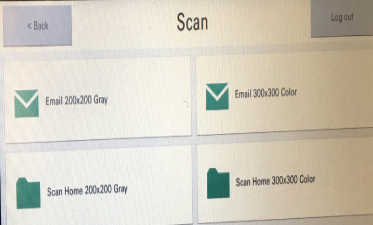 < Back
Scan
Log out
Email 200x200 Gray
Email 300x300 Color
Scan Home 200x200 Gray
Scan Home 300x300 Color